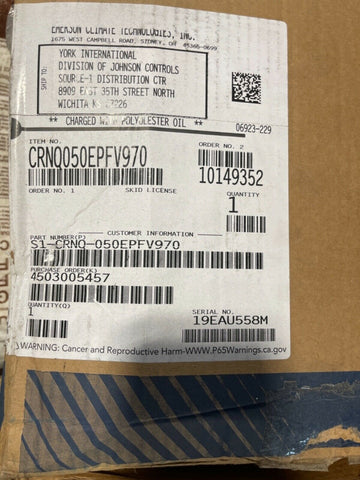 EMERSON CLIMATE TECHNOLOGIES, INC.
1675 WEST CAMPBELL ROAD, SIDNEY, OH 45365-0699
SHIP TO:
YORK INTERNATIONAL
DIVISION OF JOHNSON CONTROLS
SOURCE-1 DISTRIBUTION CTR
8909 EAST 35TH STREET NORTH
WICHITA KS 67226
** CHARGED WITH POLYOLESTER OIL **
06923-229
ITEM NO.
CRNQ050EPFV970
ORDER NO. 2
10149352
ORDER NO. 1
SKID LICENSE
QUANTITY
1
CUSTOMER INFORMATION
PART NUMBER(P)
S1-CRNQ-050EPFV970
PURCHASE ORDER(K)
4503005457
QUANTITY(Q)
1
SERIAL NO.
19EAU558M
WARNING: Cancer and Reproductive Harm-WWW.P65Warnings.ca.gov